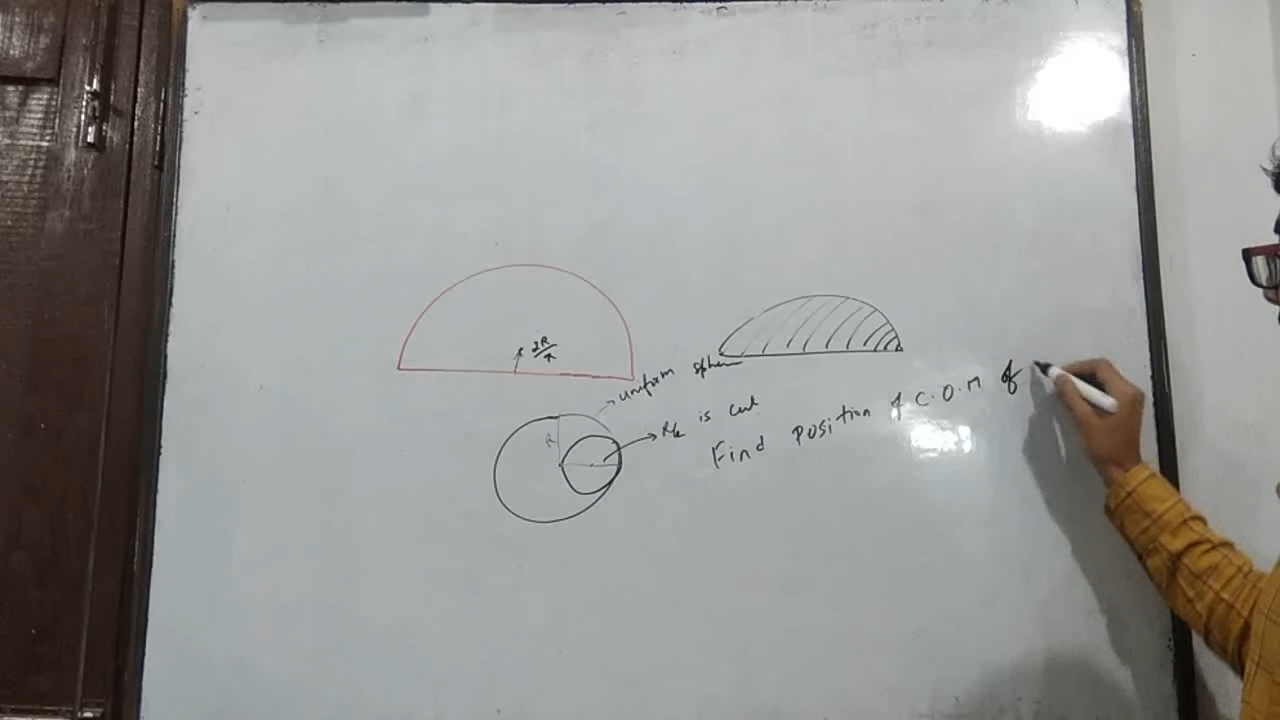 2R/π
uniform sphere
R
R/2 is cut
Find position of C.O.M of